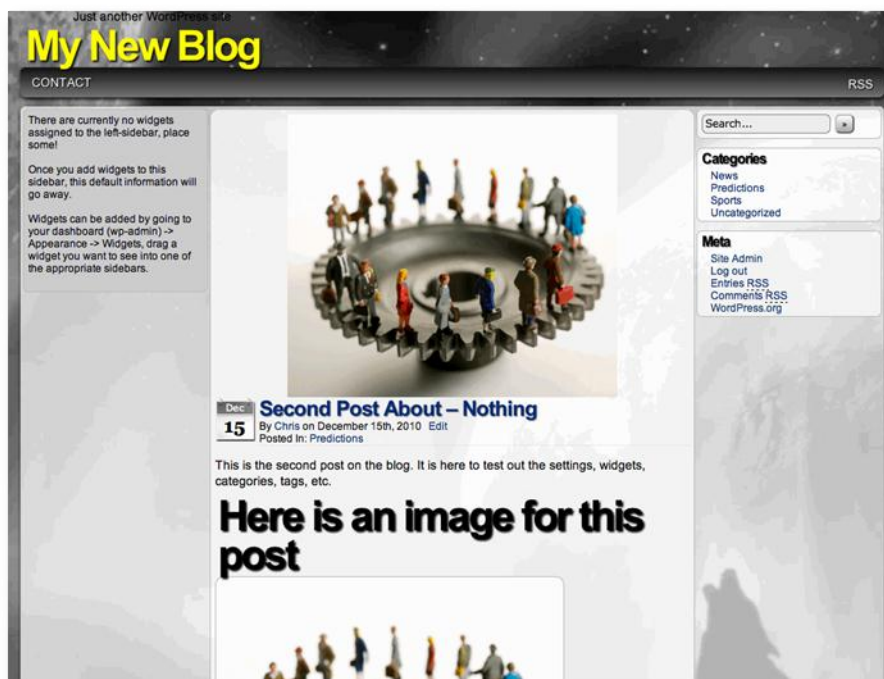 Just another WordPress site
My New Blog
CONTACT
RSS
There are currently no widgets
assigned to the left-sidebar, place
some!
Once you add widgets to this
sidebar, this default information will
go away.
Widgets can be added by going to
your dashboard (wp-admin) ->
Appearance -> Widgets, drag a
widget you want to see into one of
the appropriate sidebars.
Dec
15
Second Post About – Nothing
By Chris on December 15th, 2010 Edit
Posted In: Predictions
This is the second post on the blog. It is here to test out the settings, widgets,
categories, tags, etc.
Here is an image for this
post
Search...
Categories
News
Predictions
Sports
Uncategorized
Meta
Site Admin
Log out
Entries RSS
Comments RSS
WordPress.org